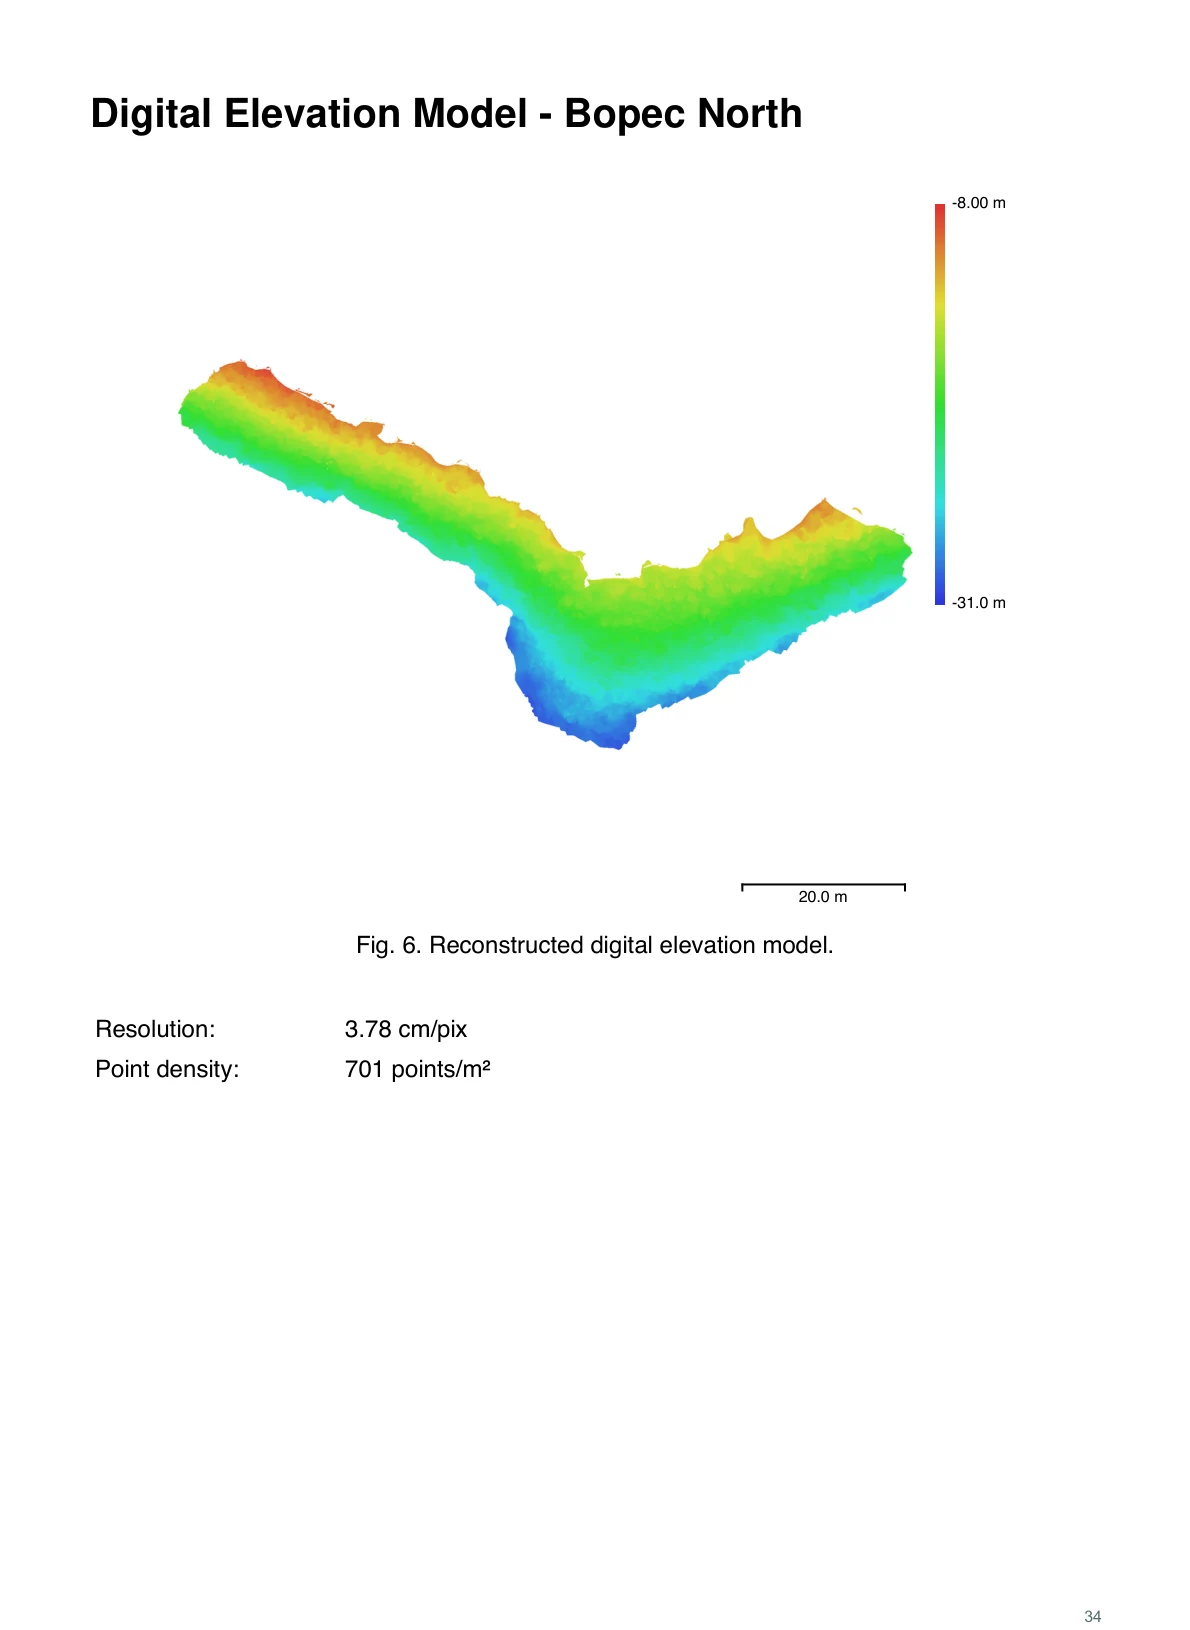 Digital Elevation Model - Bopec North
-8.00 m
-31.0 m
20.0 m
Fig. 6. Reconstructed digital elevation model.
Resolution: 3.78 cm/pix
Point density: 701 points/m²
34